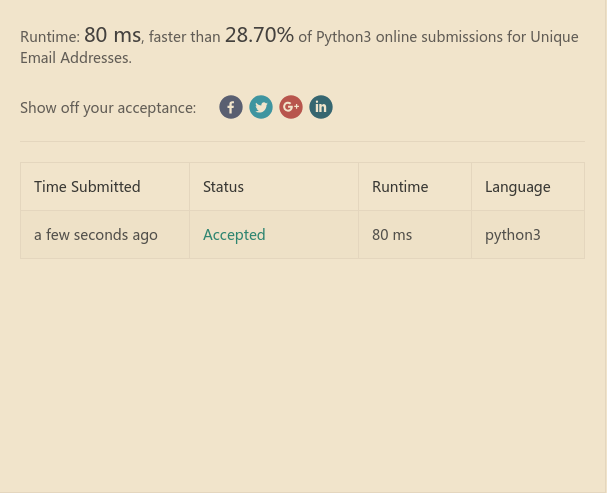 Runtime: 80 ms, faster than 28.70% of Python3 online submissions for Unique
Email Addresses.
Show off your acceptance: f G+ in
Time Submitted Status Runtime Language
a few seconds ago Accepted 80 ms python3